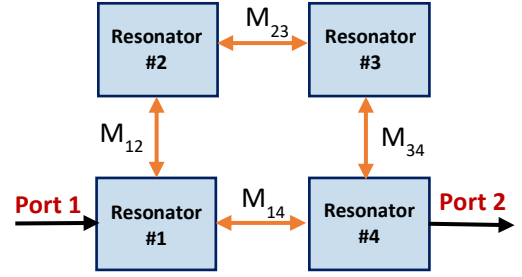 M23
Resonator
#2
Resonator
#3
M12
M34
Port 1
Resonator
#1
M14
Resonator
#4
Port 2